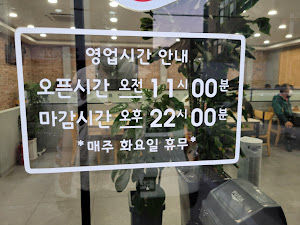 영업시간 안내
오픈시간 오전 11시00분
마감시간 오후 22시00분
*매주 화요일 휴무*